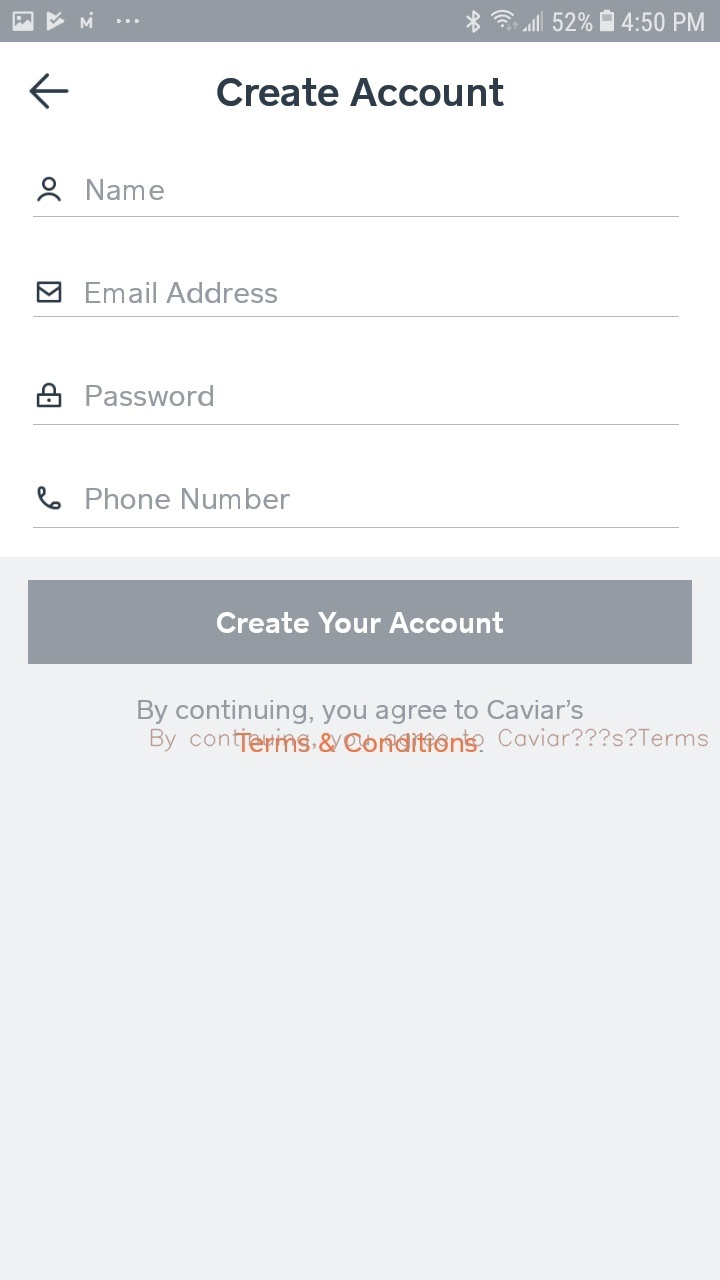 52% 4:50 PM
Create Account
Name
Email Address
Password
Phone Number
Create Your Account
By continuing, you agree to Caviar’s
Terms & Conditions.
By continuing, you agree to Caviar???s?Terms